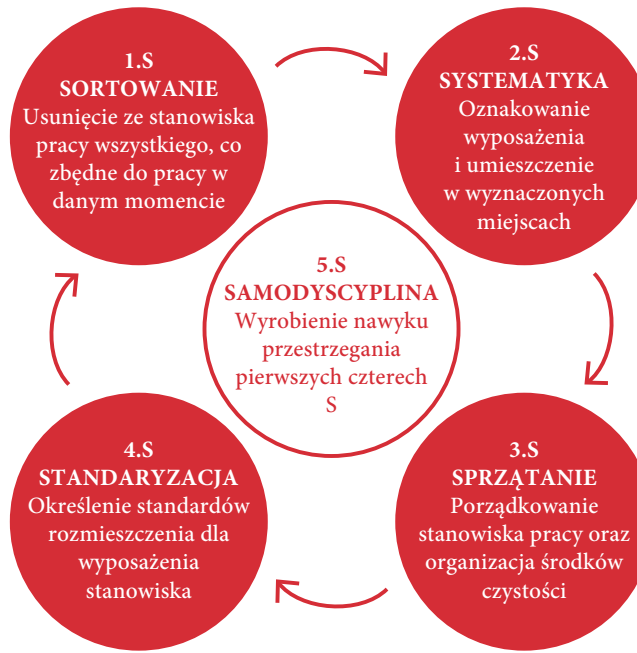 1.S
SORTOWANIE
Usunięcie ze stanowiska
pracy wszystkiego, co
zbędne do pracy w
danym momencie
2.S
SYSTEMATYKA
Oznakowanie
wyposażenia
i umieszczenie
w wyznaczonych
miejscach
3.S
SPRZĄTANIE
Porządkowanie
stanowiska pracy oraz
organizacja środków
czystości
4.S
STANDARYZACJA
Określenie standardów
rozmieszczenia dla
wyposażenia
stanowiska
5.S
SAMODYSCYPLINA
Wyrobienie nawyku
przestrzegania
pierwszych czterech
S